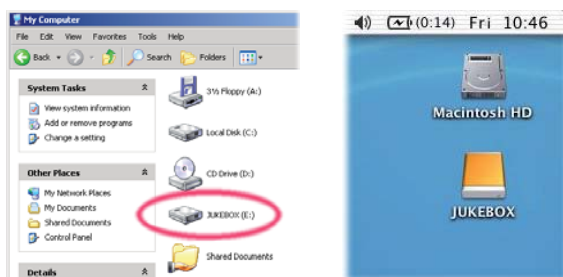 My Computer
File Edit View Favorites Tools Help
Back Search Folders
System Tasks
View system information
Add or remove programs
Change a setting
Other Places
My Network Places
My Documents
Shared Documents
Control Panel
Details
3½ Floppy (A:)
Local Disk (C:)
CD Drive (D:)
JUKEBOX (E:)
Shared Documents
(0:14) Fri 10:46
Macintosh HD
JUKEBOX